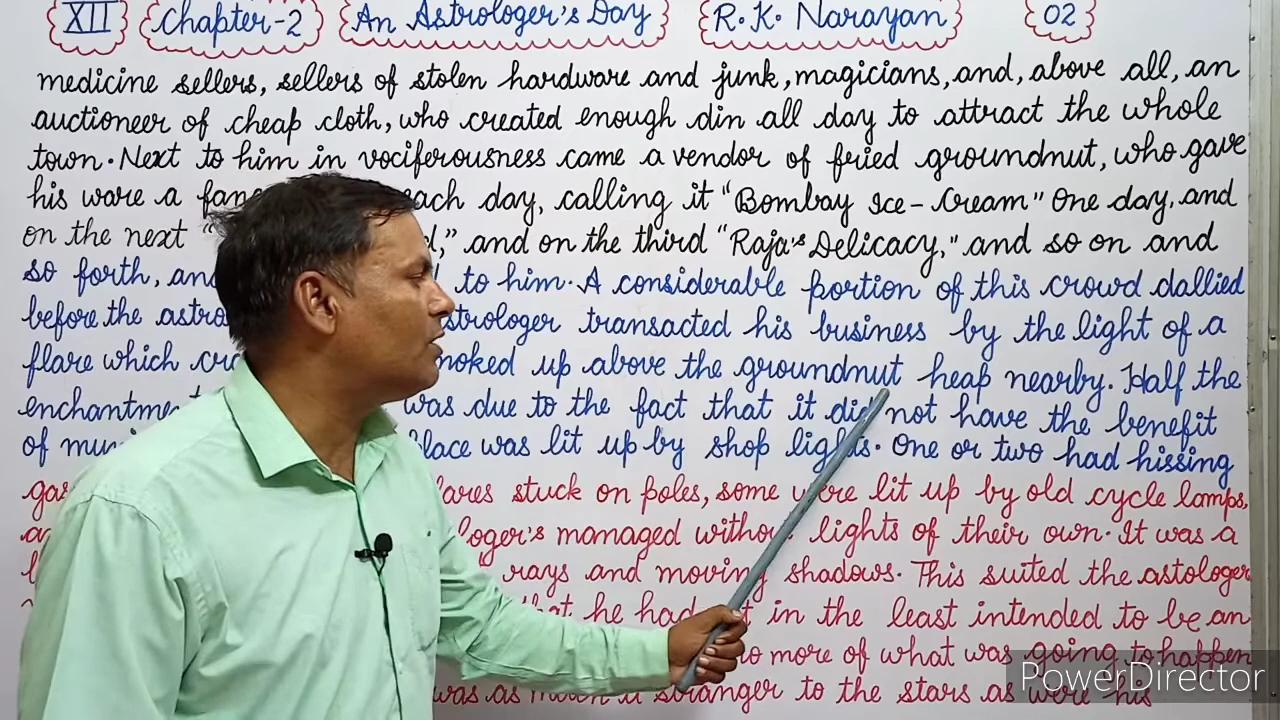 XII Chapter-2 An Astrologer's Day R. K. Narayan 02
medicine sellers, sellers of stolen hardware and junk, magicians, and, above all, an
auctioneer of cheap cloth, who created enough din all day to attract the whole
town. Next to him in vociferousness came a vendor of fried groundnut, who gave
his ware a each day, calling it "Bombay Ice-Cream" One day, and
on the next " and on the third "Raja's Delicacy," and so on and
so forth, to him. A considerable portion of this crowd dallied
before the astrologer transacted his business by the light of a
flare which smoked up above the groundnut heap nearby. Half the
was due to the fact that it did not have the benefit
of place was lit up by shop lights. One or two had hissing
flares stuck on poles, some were lit up by old cycle lamps,
managed without lights of their own. It was a
rays and moving shadows. This suited the astologer
that he had not in the least intended to be an
no more of what was going to happen
was as much a stranger to the stars as were his
PowerDirector